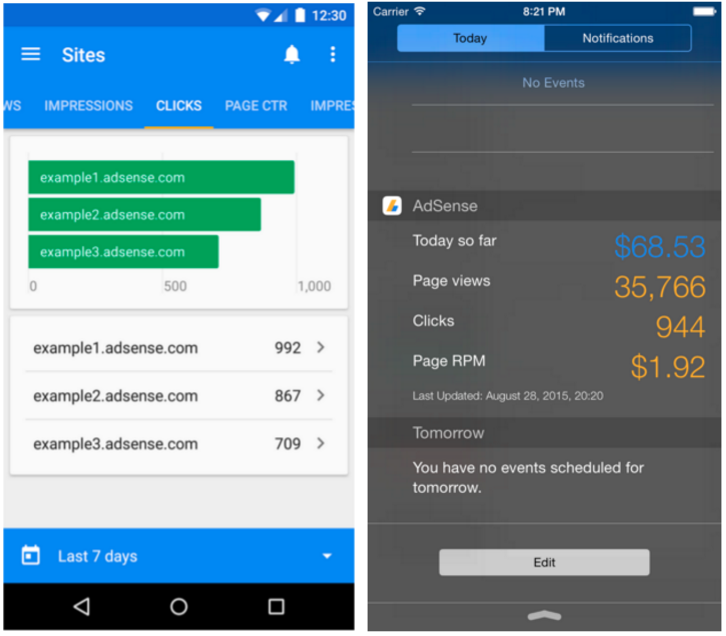 12:30
Sites
WS IMPRESSIONS CLICKS PAGE CTR IMPRES
example1.adsense.com
example2.adsense.com
example3.adsense.com
0 500 1,000
example1.adsense.com 992
example2.adsense.com 867
example3.adsense.com 709
Last 7 days
Carrier 8:21 PM
Today Notifications
No Events
AdSense
Today so far $68.53
Page views 35,766
Clicks 944
Page RPM $1.92
Last Updated: August 28, 2015, 20:20
Tomorrow
You have no events scheduled for
tomorrow.
Edit